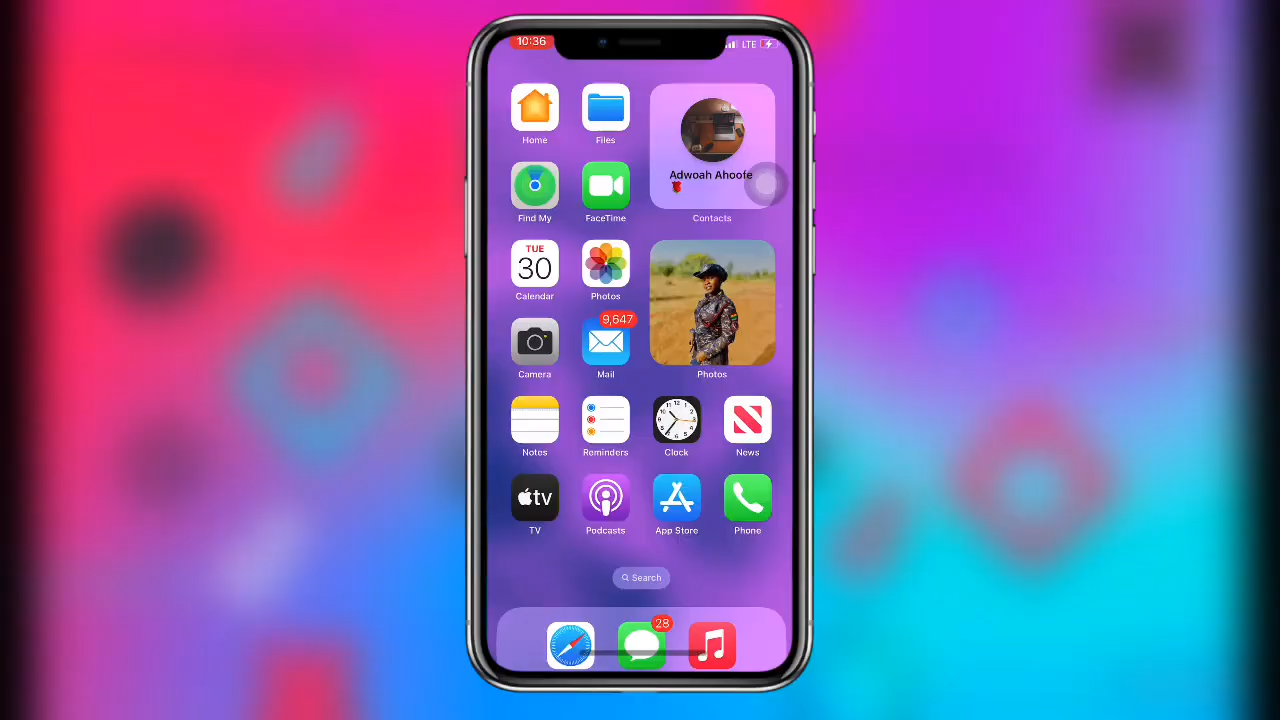 10:36
LTE
Home
Files
Adwoah Ahoofe
Contacts
Find My
FaceTime
TUE
30
Calendar
Photos
9,647
Camera
Mail
Photos
Notes
Reminders
Clock
News
tv
TV
Podcasts
App Store
Phone
Search
28